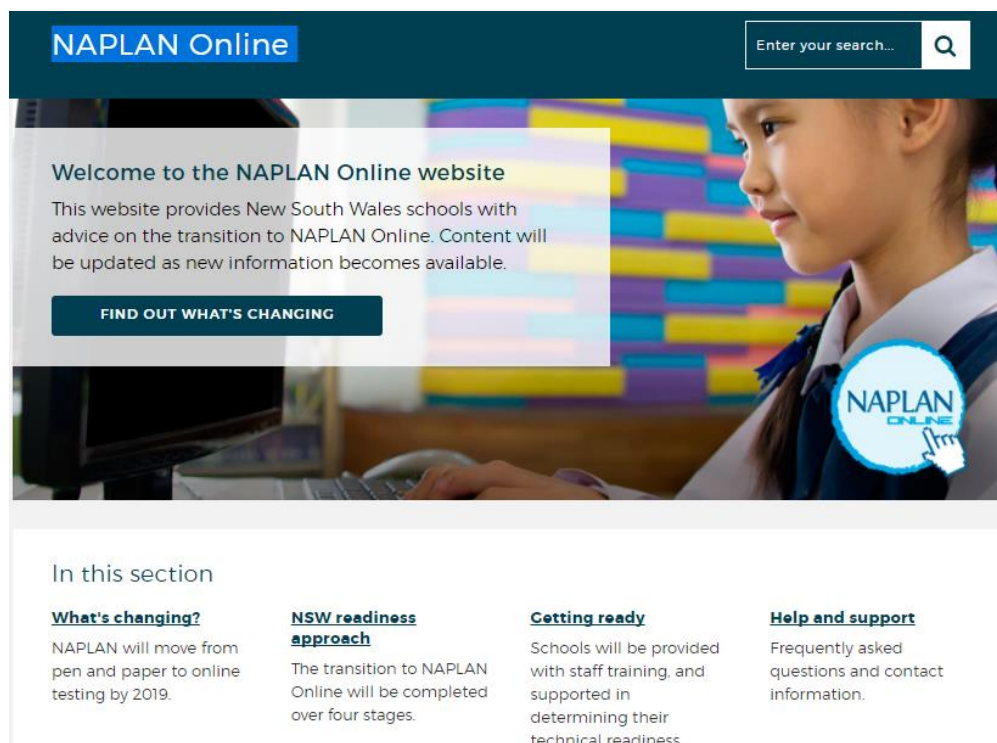 NAPLAN Online
Enter your search...
Welcome to the NAPLAN Online website
This website provides New South Wales schools with
advice on the transition to NAPLAN Online. Content will
be updated as new information becomes available.
FIND OUT WHAT'S CHANGING
NAPLAN
ONLINE
In this section
What's changing?
NAPLAN will move from
pen and paper to online
testing by 2019.
NSW readiness
approach
The transition to NAPLAN
Online will be completed
over four stages.
Getting ready
Schools will be provided
with staff training, and
supported in
determining their
technical readiness
Help and support
Frequently asked
questions and contact
information.